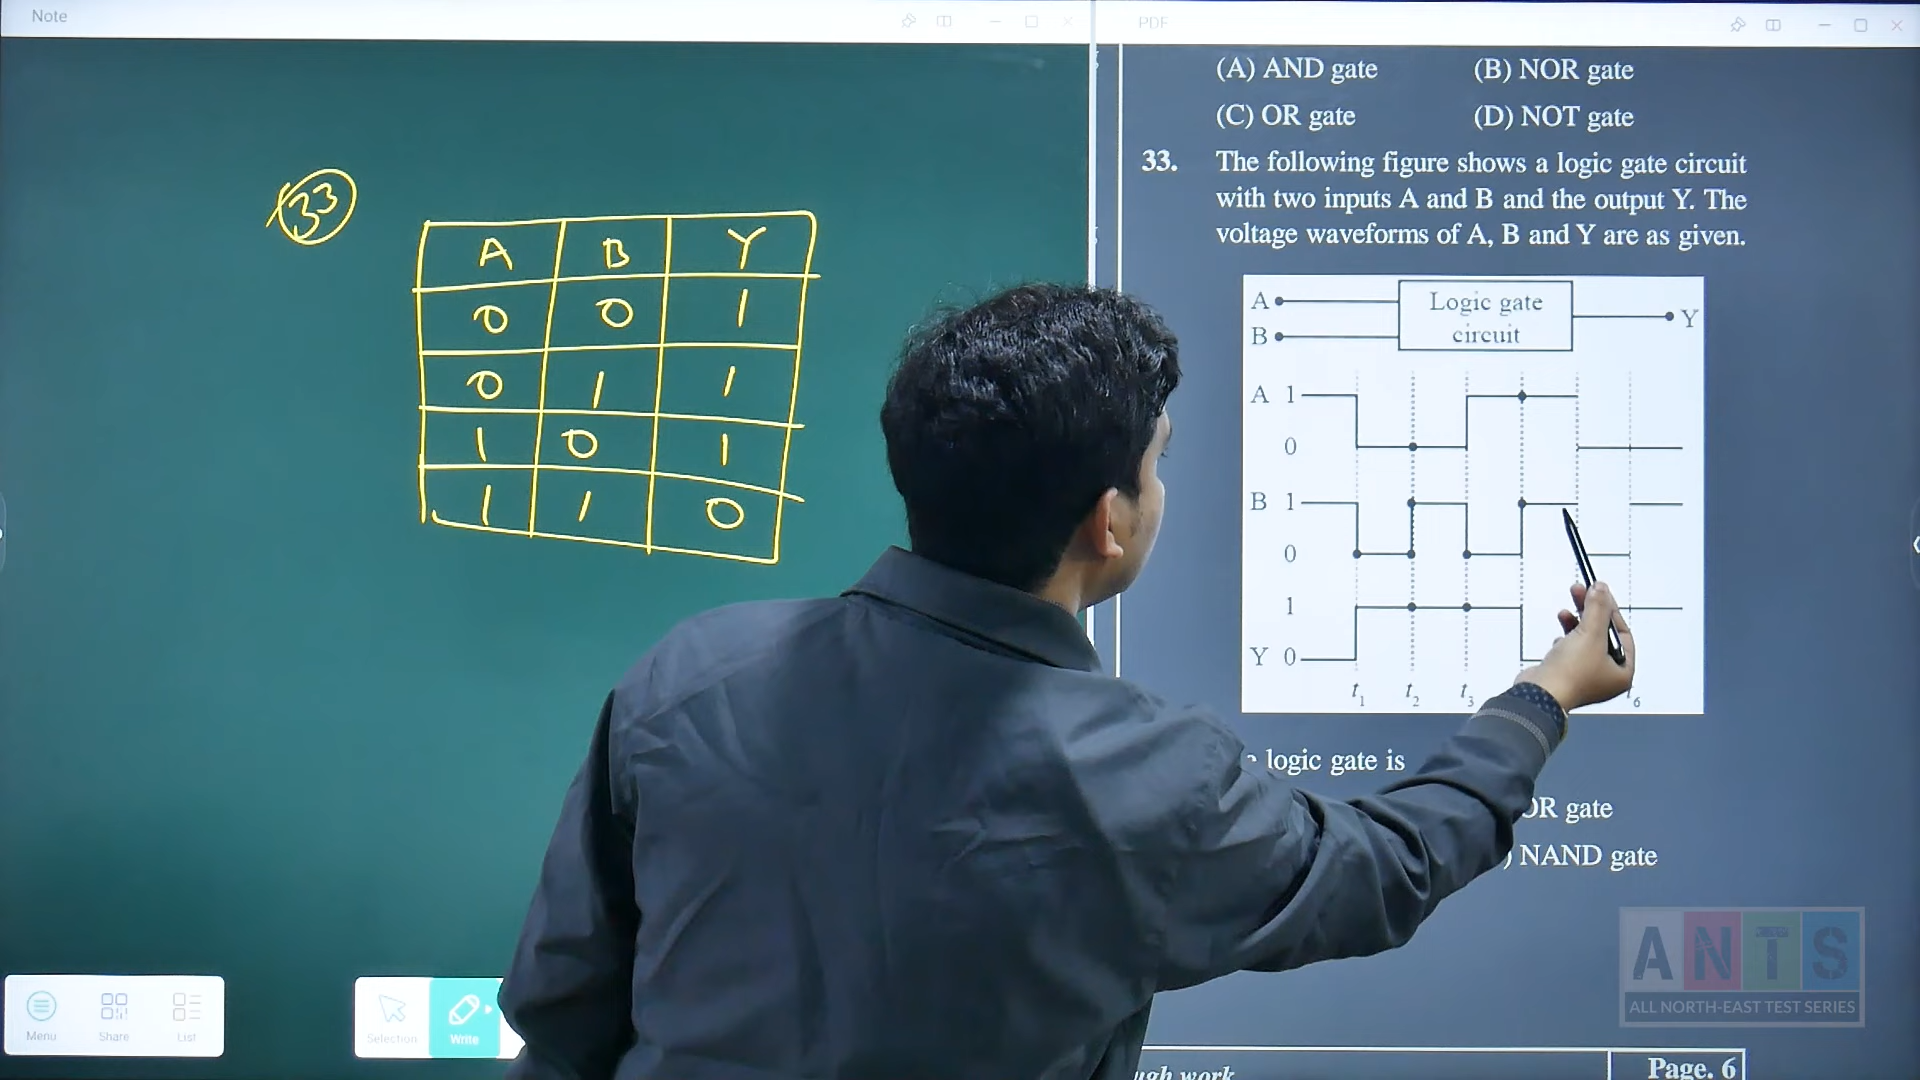 Note
33
A B Y
0 0 1
0 1 1
1 0 1
1 1 0
Menu
Share
List
Selection
Write
PDF
(A) AND gate (B) NOR gate
(C) OR gate (D) NOT gate
33. The following figure shows a logic gate circuit
with two inputs A and B and the output Y. The
voltage waveforms of A, B and Y are as given.
A
B
Logic gate
circuit
Y
A 1
0
B 1
0
1
Y 0
t1 t2 t3 6
logic gate is
OR gate
) NAND gate
ANTS
ALL NORTH-EAST TEST SERIES
work
Page. 6